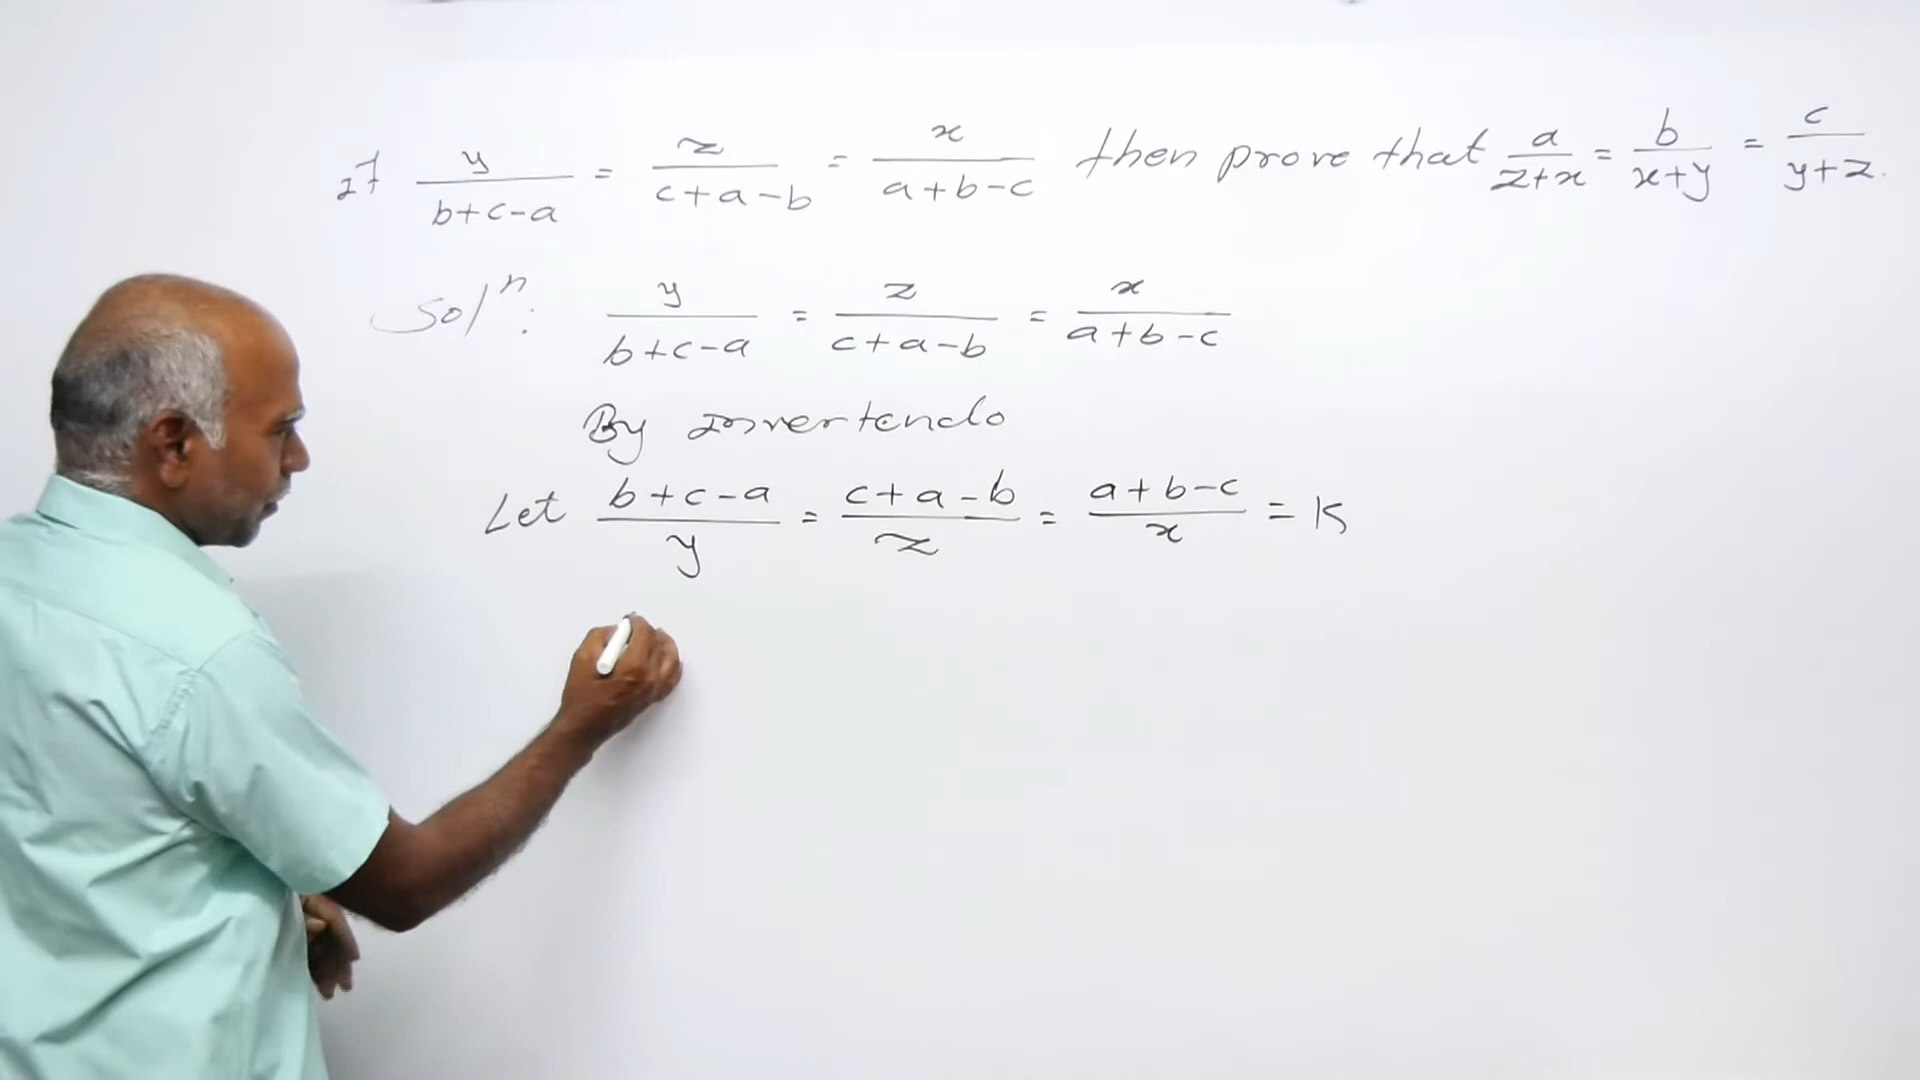 If y/(b+c-a) = z/(c+a-b) = x/(a+b-c) then prove that a/(z+x) = b/(x+y) = c/(y+z).
Solⁿ: y/(b+c-a) = z/(c+a-b) = x/(a+b-c)
By invertendo
Let (b+c-a)/y = (c+a-b)/z = (a+b-c)/x = K